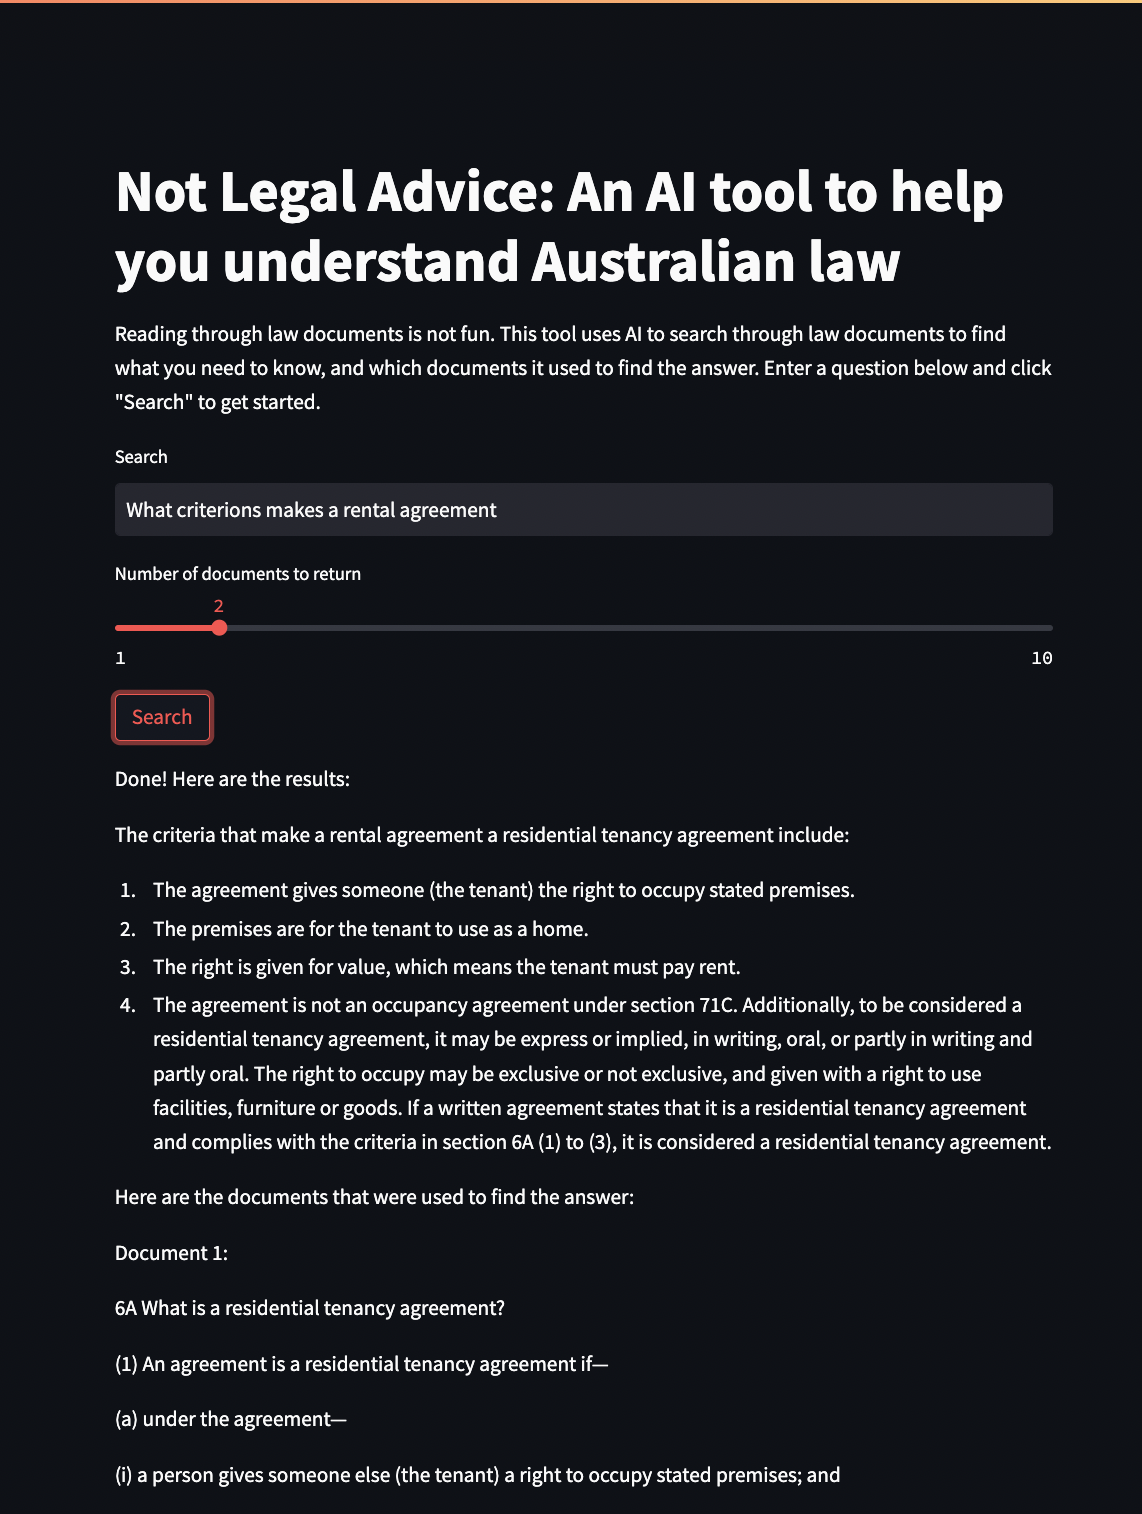 Not Legal Advice: An AI tool to help
you understand Australian law
Reading through law documents is not fun. This tool uses AI to search through law documents to find
what you need to know, and which documents it used to find the answer. Enter a question below and click
"Search" to get started.
Search
What criterions makes a rental agreement
Number of documents to return
2
1 10
Search
Done! Here are the results:
The criteria that make a rental agreement a residential tenancy agreement include:
1. The agreement gives someone (the tenant) the right to occupy stated premises.
2. The premises are for the tenant to use as a home.
3. The right is given for value, which means the tenant must pay rent.
4. The agreement is not an occupancy agreement under section 71C. Additionally, to be considered a
residential tenancy agreement, it may be express or implied, in writing, oral, or partly in writing and
partly oral. The right to occupy may be exclusive or not exclusive, and given with a right to use
facilities, furniture or goods. If a written agreement states that it is a residential tenancy agreement
and complies with the criteria in section 6A (1) to (3), it is considered a residential tenancy agreement.
Here are the documents that were used to find the answer:
Document 1:
6A What is a residential tenancy agreement?
(1) An agreement is a residential tenancy agreement if—
(a) under the agreement—
(i) a person gives someone else (the tenant) a right to occupy stated premises; and